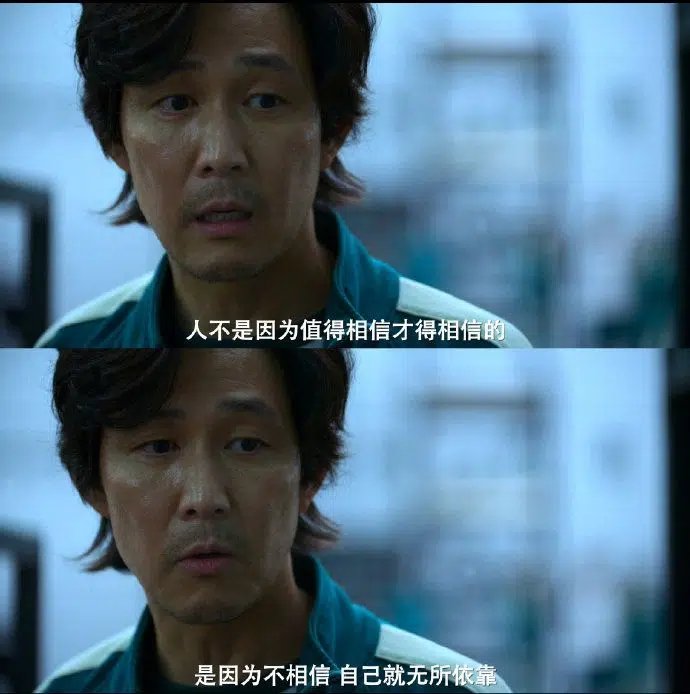 人不是因为值得相信才得相信的
是因为不相信 自己就无所依靠